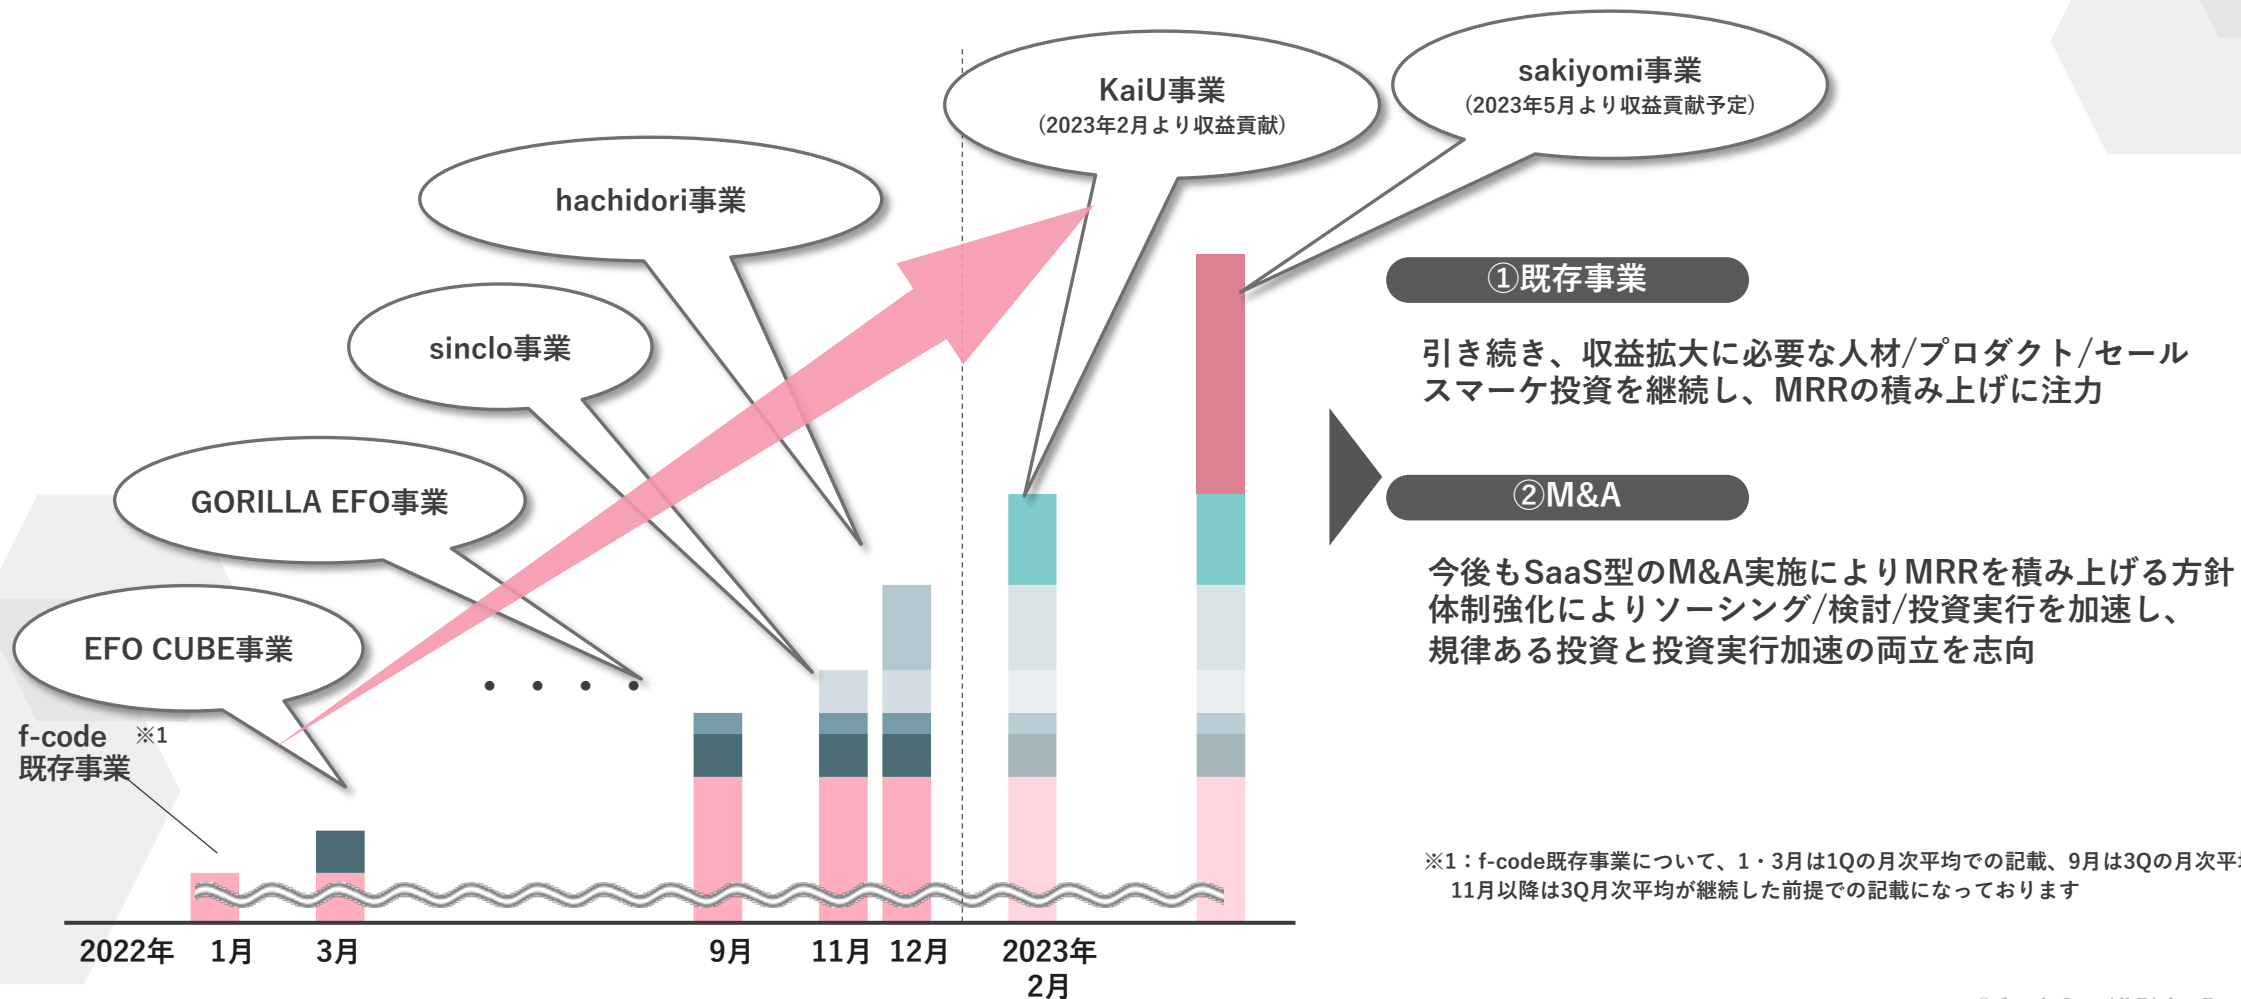 KaiU事業
(2023年2月より収益貢献)
sakiyomi事業
(2023年5月より収益貢献予定)
hachidori事業
sinclo事業
GORILLA EFO事業
EFO CUBE事業
f-code ※1
既存事業
・・・・
2022年 1月 3月 9月 11月 12月 2023年
2月
①既存事業
引き続き、収益拡大に必要な人材/プロダクト/セール
スマーケ投資を継続し、MRRの積み上げに注力
②M&A
今後もSaaS型のM&A実施によりMRRを積み上げる方針
体制強化によりソーシング/検討/投資実行を加速し、
規律ある投資と投資実行加速の両立を志向
※1：f-code既存事業について、1・3月は1Qの月次平均での記載、9月は3Qの月次平
11月以降は3Q月次平均が継続した前提での記載になっております